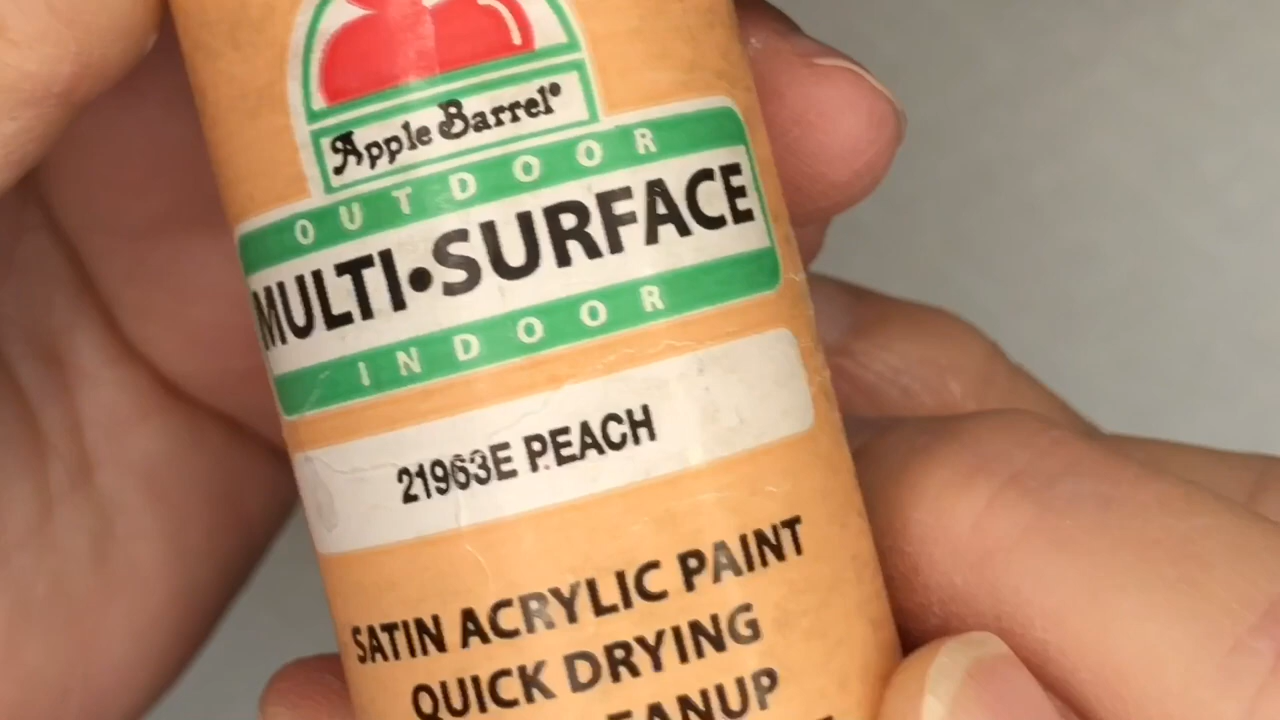 Apple Barrel®
OUTDOOR
MULTI•SURFACE
INDOOR
21963E PEACH
SATIN ACRYLIC PAINT
QUICK DRYING